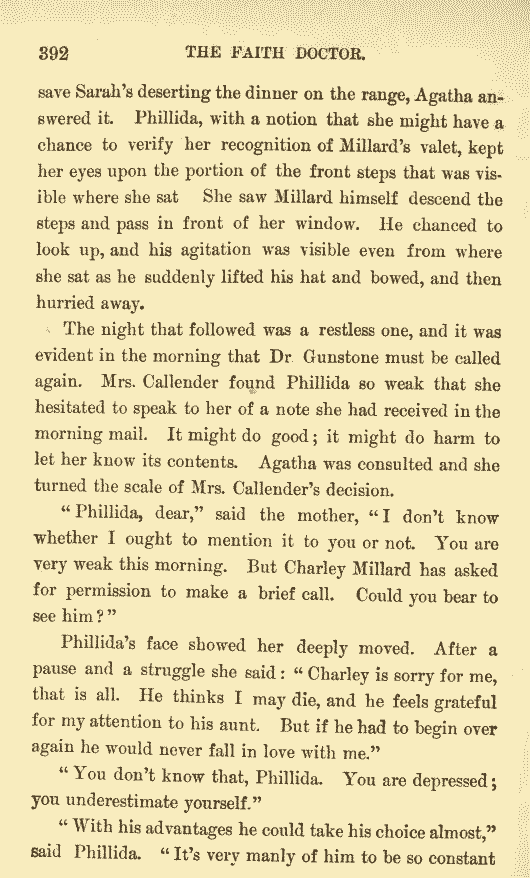 392 THE FAITH DOCTOR.
save Sarah's deserting the dinner on the range, Agatha an-
swered it. Phillida, with a notion that she might have a
chance to verify her recognition of Millard's valet, kept
her eyes upon the portion of the front steps that was vis-
ible where she sat She saw Millard himself descend the
steps and pass in front of her window. He chanced to
look up, and his agitation was visible even from where
she sat as he suddenly lifted his hat and bowed, and then
hurried away.
The night that followed was a restless one, and it was
evident in the morning that Dr Gunstone must be called
again. Mrs. Callender found Phillida so weak that she
hesitated to speak to her of a note she had received in the
morning mail. It might do good; it might do harm to
let her know its contents. Agatha was consulted and she
turned the scale of Mrs. Callender's decision.
"Phillida, dear," said the mother, "I don't know
whether I ought to mention it to you or not. You are
very weak this morning. But Charley Millard has asked
for permission to make a brief call. Could you bear to
see him?"
Phillida's face showed her deeply moved. After a
pause and a struggle she said: "Charley is sorry for me,
that is all. He thinks I may die, and he feels grateful
for my attention to his aunt. But if he had to begin over
again he would never fall in love with me."
"You don't know that, Phillida. You are depressed;
you underestimate yourself."
"With his advantages he could take his choice almost,"
said Phillida. "It's very manly of him to be so constant